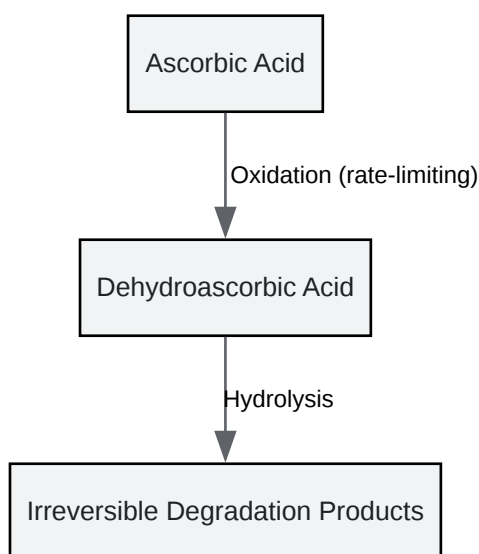 Ascorbic Acid
Oxidation (rate-limiting)
Dehydroascorbic Acid
Hydrolysis
Irreversible Degradation Products